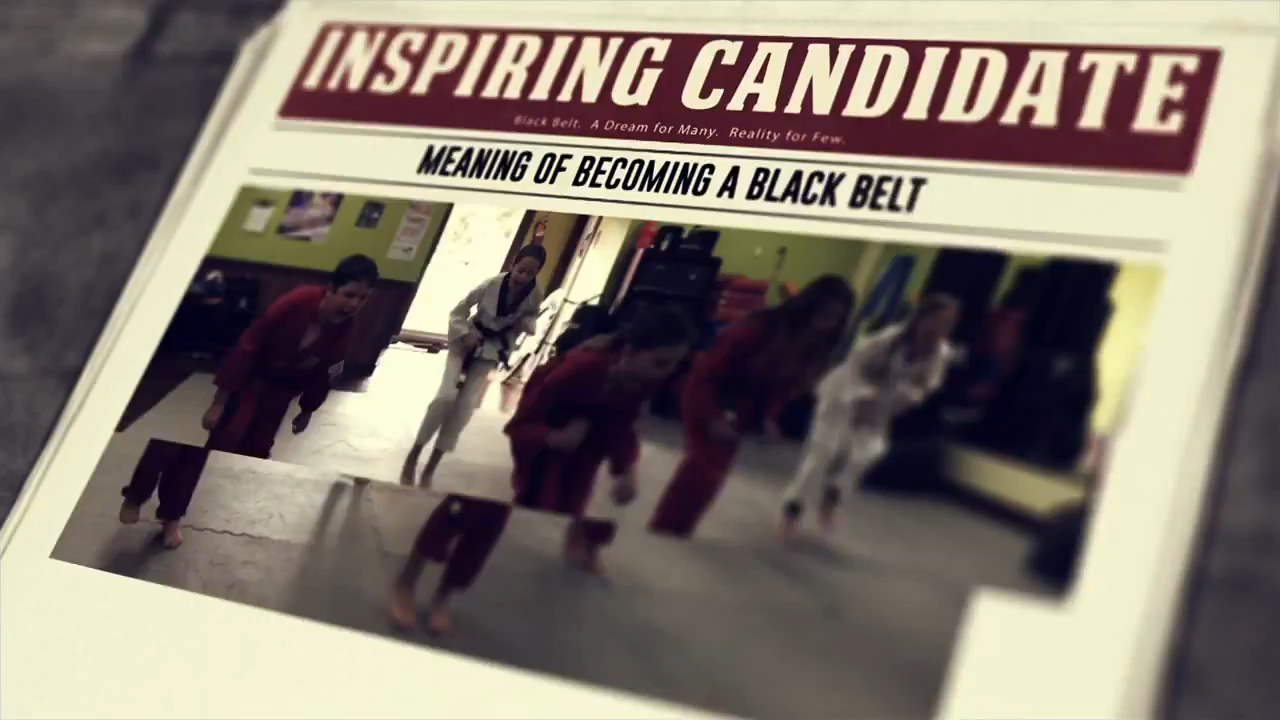 INSPIRING CANDIDATE
Black Belt. A Dream for Many. Reality for Few.
MEANING OF BECOMING A BLACK BELT